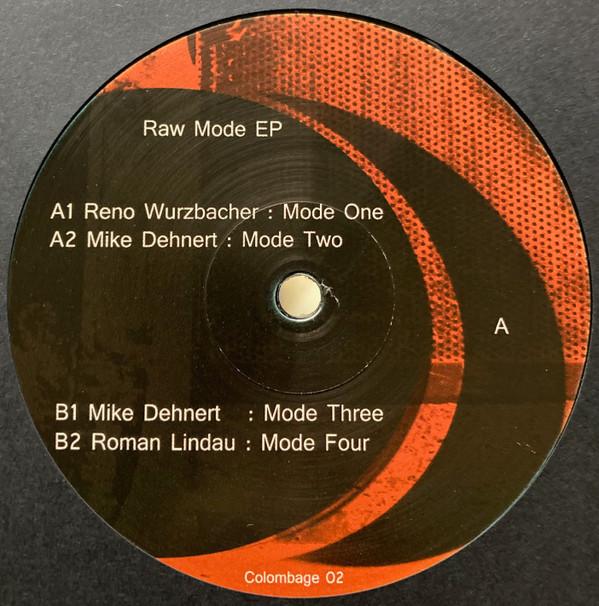 Raw Mode EP
A1 Reno Wurzbacher : Mode One
A2 Mike Dehnert : Mode Two
A
B1 Mike Dehnert : Mode Three
B2 Roman Lindau : Mode Four
Colombage 02